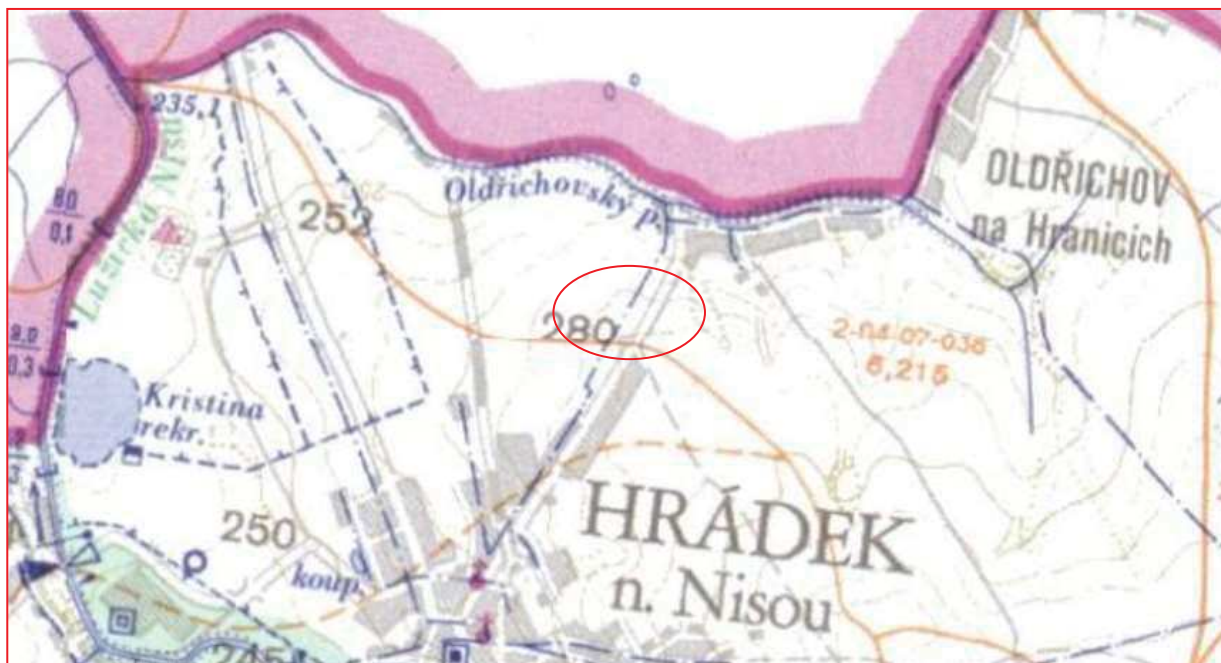 235,1
Lužická Nisa
8,0
0,1
252
Oldřichovský p.
OLDŘICHOV
na Hranicích
280
2-04-07-036
6,215
9,0
0,3
Kristina
rekr.
250
koup.
HRÁDEK
n. Nisou
245